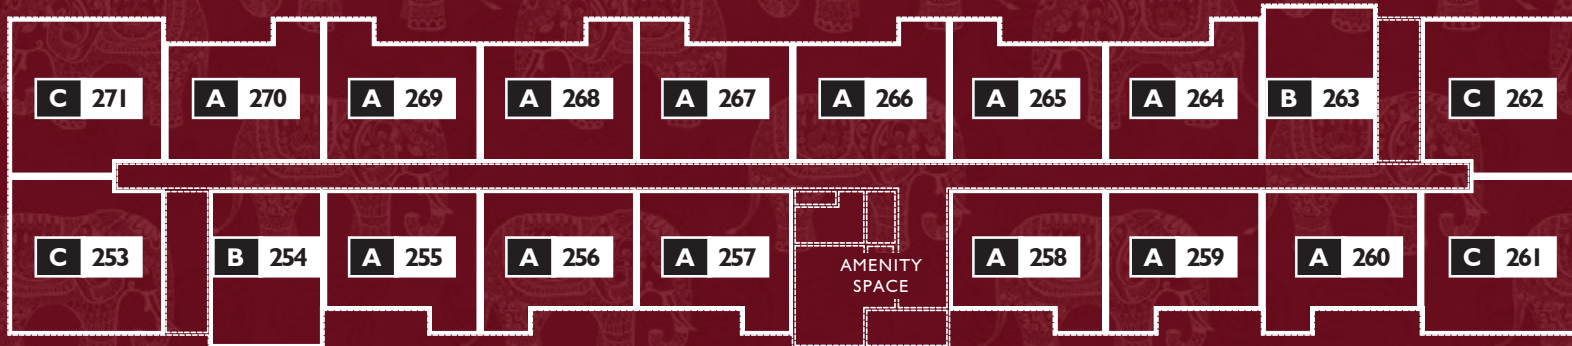 C 271 A 270 A 269 A 268 A 267 A 266 A 265 A 264 B 263 C 262
C 253 B 254 A 255 A 256 A 257 A 258 A 259 A 260 C 261
AMENITY
SPACE